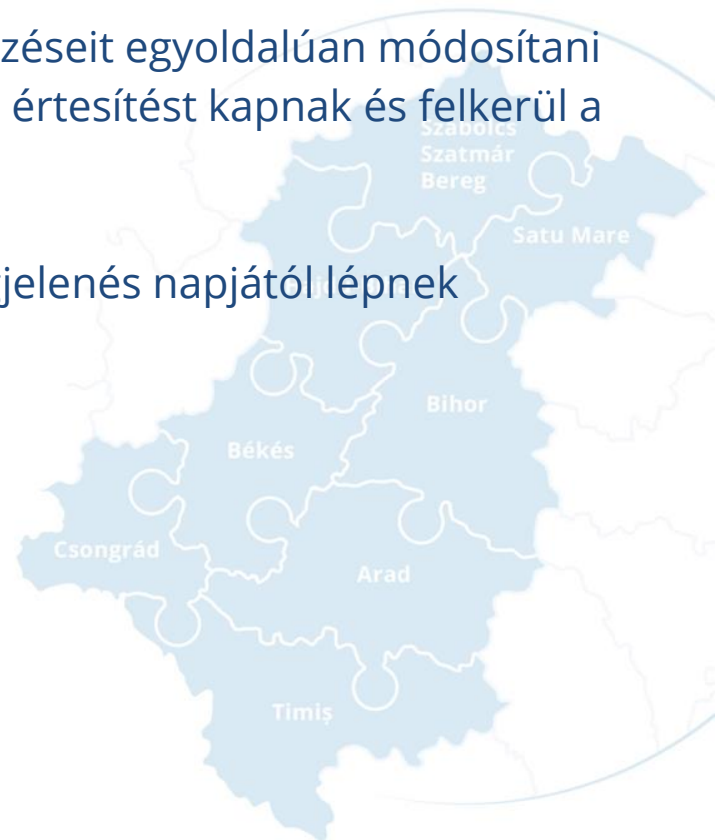 zéseit egyoldalúan módosítani
értesítést kapnak és felkerül a
Szabolcs
Szatmár
Bereg
Satu Mare
jelenés napjától lépnek
Bihor
Békés
Csongrád
Arad
Timiș